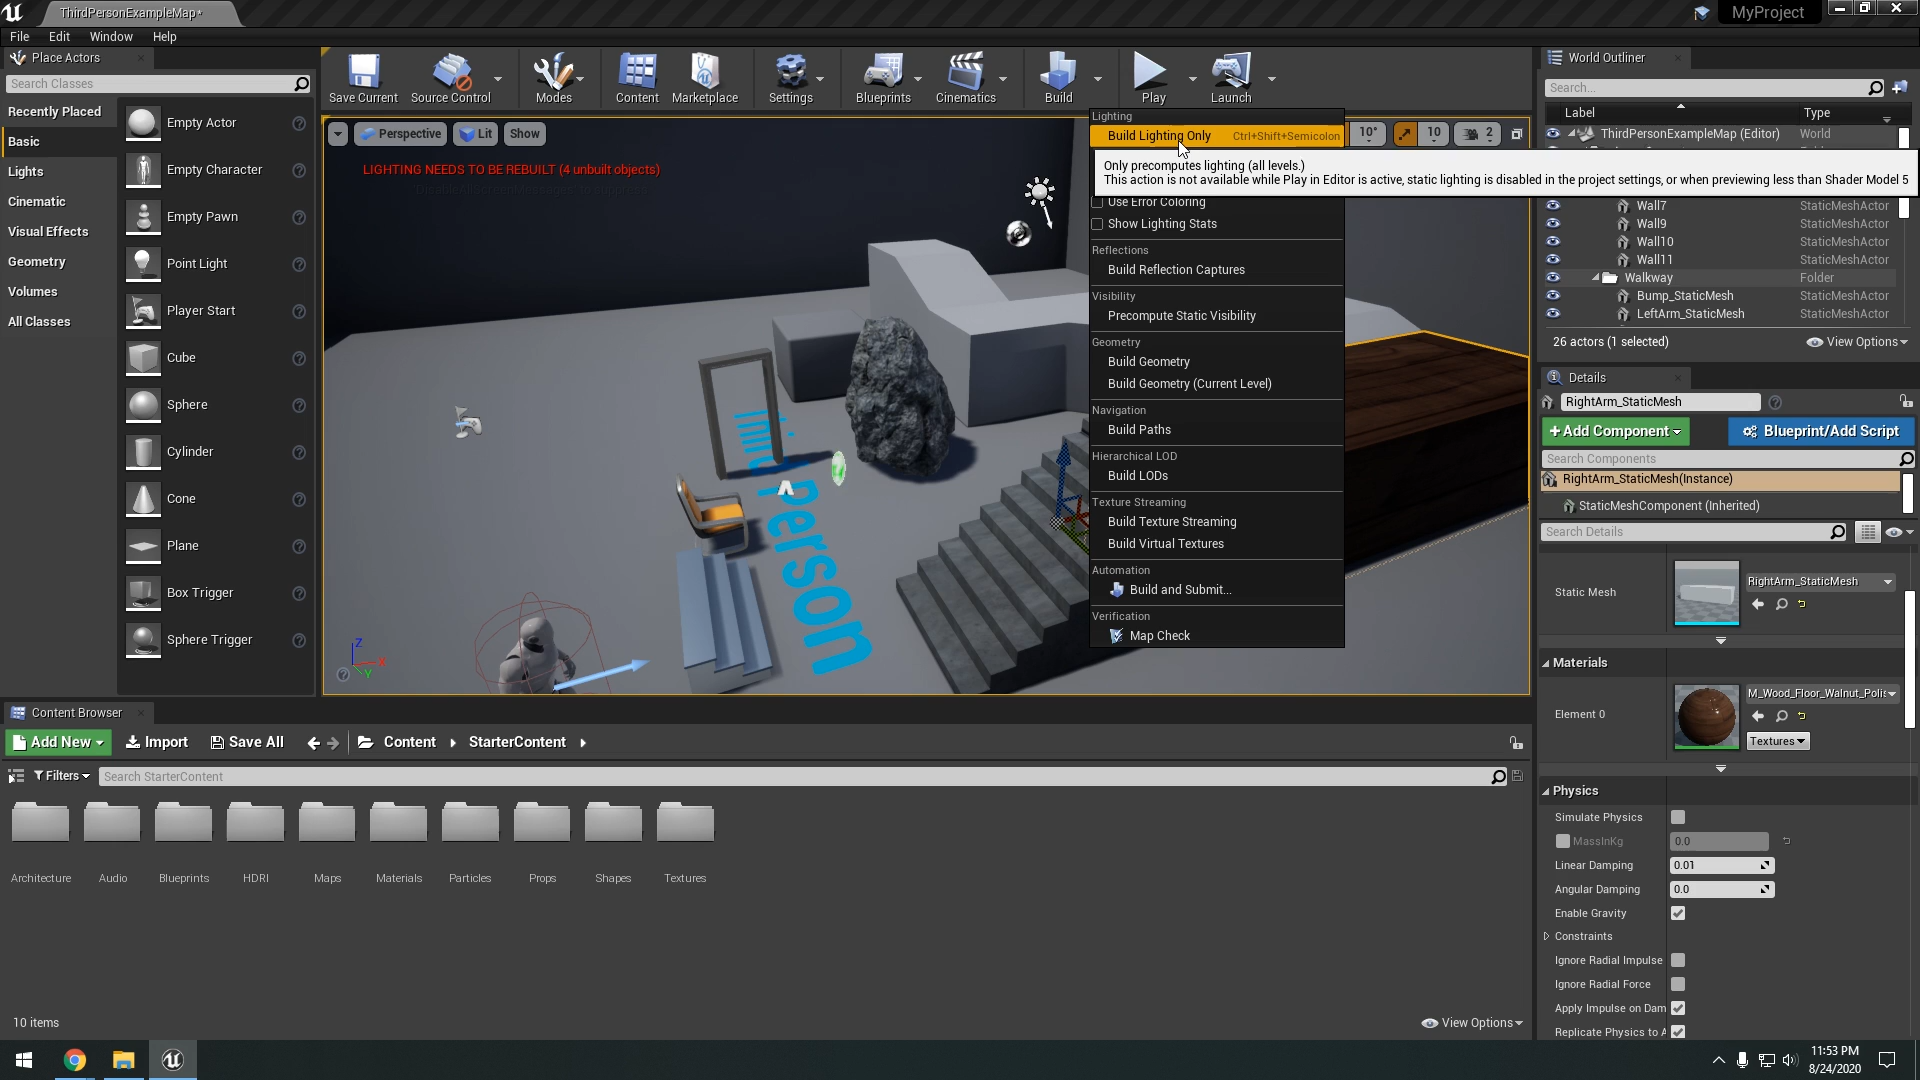 ThirdPersonExampleMap*
MyProject
File Edit Window Help
Place Actors
Search Classes
Recently Placed
Basic
Lights
Cinematic
Visual Effects
Geometry
Volumes
All Classes
Empty Actor
Empty Character
Empty Pawn
Point Light
Player Start
Cube
Sphere
Cylinder
Cone
Plane
Box Trigger
Sphere Trigger
Save Current Source Control Modes Content Marketplace Settings Blueprints Cinematics Build Play Launch
Perspective Lit Show
10° 10 2
LIGHTING NEEDS TO BE REBUILT (4 unbuilt objects)
'DisableAllScreenMessages' to suppress
Person
Z
X
Y
Lighting
Build Lighting Only Ctrl+Shift+Semicolon
Only precomputes lighting (all levels.)
This action is not available while Play in Editor is active, static lighting is disabled in the project settings, or when previewing less than Shader Model 5
Use Error Coloring
Show Lighting Stats
Reflections
Build Reflection Captures
Visibility
Precompute Static Visibility
Geometry
Build Geometry
Build Geometry (Current Level)
Navigation
Build Paths
Hierarchical LOD
Build LODs
Texture Streaming
Build Texture Streaming
Build Virtual Textures
Automation
Build and Submit...
Verification
Map Check
World Outliner
Search...
Label Type
ThirdPersonExampleMap (Editor) World
Wall7 StaticMeshActor
Wall9 StaticMeshActor
Wall10 StaticMeshActor
Wall11 StaticMeshActor
Walkway Folder
Bump_StaticMesh StaticMeshActor
LeftArm_StaticMesh StaticMeshActor
26 actors (1 selected) View Options
Details
RightArm_StaticMesh
+Add Component Blueprint/Add Script
Search Components
RightArm_StaticMesh(Instance)
StaticMeshComponent (Inherited)
Search Details
Static Mesh RightArm_StaticMesh
Materials
Element 0 M_Wood_Floor_Walnut_Polis
Textures
Physics
Simulate Physics
MassInKg 0.0
Linear Damping 0.01
Angular Damping 0.0
Enable Gravity
Constraints
Ignore Radial Impulse
Ignore Radial Force
Apply Impulse on Dam
Replicate Physics to A
Content Browser
Add New Import Save All Content StarterContent
Filters Search StarterContent
Architecture Audio Blueprints HDRI Maps Materials Particles Props Shapes Textures
10 items View Options
11:53 PM
8/24/2020